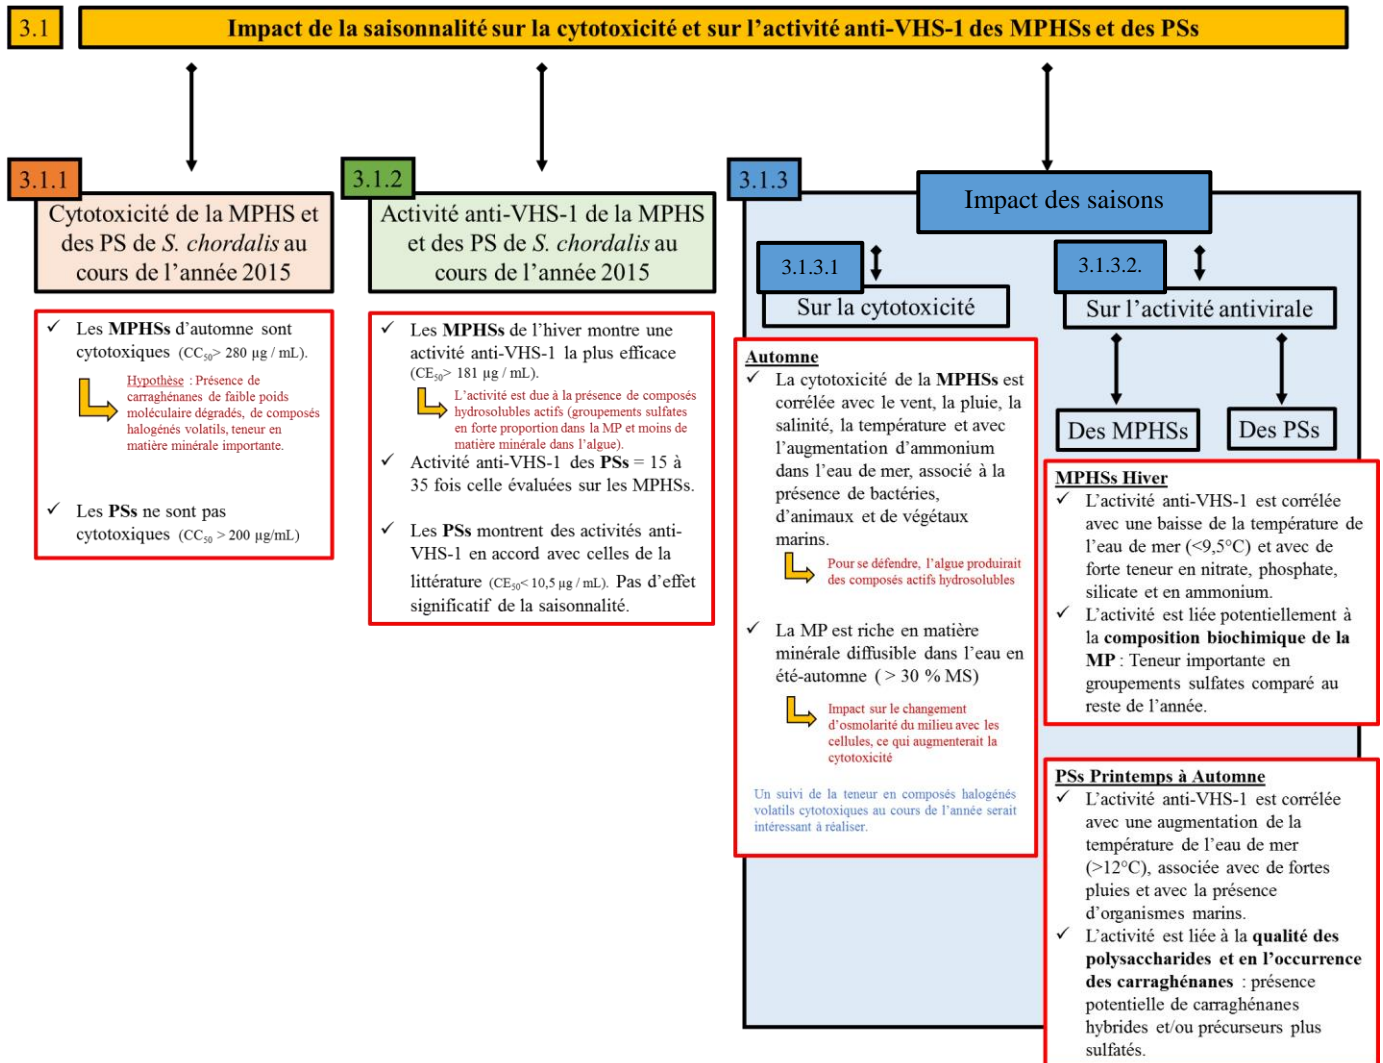 3.1
Impact de la saisonnalité sur la cytotoxicité et sur l’activité anti-VHS-1 des MPHSs et des PSs
3.1.1
Cytotoxicité de la MPHS et
des PS de S. chordalis au
cours de l’année 2015
✓ Les MPHSs d’automne sont
cytotoxiques (CC50> 280 µg / mL).
Hypothèse : Présence de
carraghénanes de faible poids
moléculaire dégradés, de composés
halogénés volatils, teneur en
matière minérale importante.
✓ Les PSs ne sont pas
cytotoxiques (CC50 > 200 µg/mL)
3.1.2
Activité anti-VHS-1 de la MPHS
et des PS de S. chordalis au
cours de l’année 2015
✓ Les MPHSs de l’hiver montre une
activité anti-VHS-1 la plus efficace
(CE50> 181 µg / mL).
L’activité est due à la présence de composés
hydrosolubles actifs (groupements sulfates
en forte proportion dans la MP et moins de
matière minérale dans l’algue).
✓ Activité anti-VHS-1 des PSs = 15 à
35 fois celle évaluées sur les MPHSs.
✓ Les PSs montrent des activités anti-
VHS-1 en accord avec celles de la
littérature (CE50< 10,5 µg / mL). Pas d’effet
significatif de la saisonnalité.
3.1.3
Impact des saisons
3.1.3.1
Sur la cytotoxicité
Automne
✓ La cytotoxicité de la MPHSs est
corrélée avec le vent, la pluie, la
salinité, la température et avec
l’augmentation d’ammonium
dans l’eau de mer, associé à la
présence de bactéries,
d’animaux et de végétaux
marins.
Pour se défendre, l’algue produirait
des composés actifs hydrosolubles
✓ La MP est riche en matière
minérale diffusible dans l’eau en
été-automne ( > 30 % MS)
Impact sur le changement
d’osmolarité du milieu avec les
cellules, ce qui augmenterait la
cytotoxicité
Un suivi de la teneur en composés halogénés
volatils cytotoxiques au cours de l’année serait
intéressant à réaliser.
3.1.3.2.
Sur l’activité antivirale
Des MPHSs
Des PSs
MPHSs Hiver
✓ L’activité anti-VHS-1 est corrélée
avec une baisse de la température de
l’eau de mer (<9,5°C) et avec de
forte teneur en nitrate, phosphate,
silicate et en ammonium.
✓ L’activité est liée potentiellement à
la composition biochimique de la
MP : Teneur importante en
groupements sulfates comparé au
reste de l’année.
PSs Printemps à Automne
✓ L’activité anti-VHS-1 est corrélée
avec une augmentation de la
température de l’eau de mer
(>12°C), associée avec de fortes
pluies et avec la présence
d’organismes marins.
✓ L’activité est liée à la qualité des
polysaccharides et en l’occurrence
des carraghénanes : présence
potentielle de carraghénanes
hybrides et/ou précurseurs plus
sulfatés.